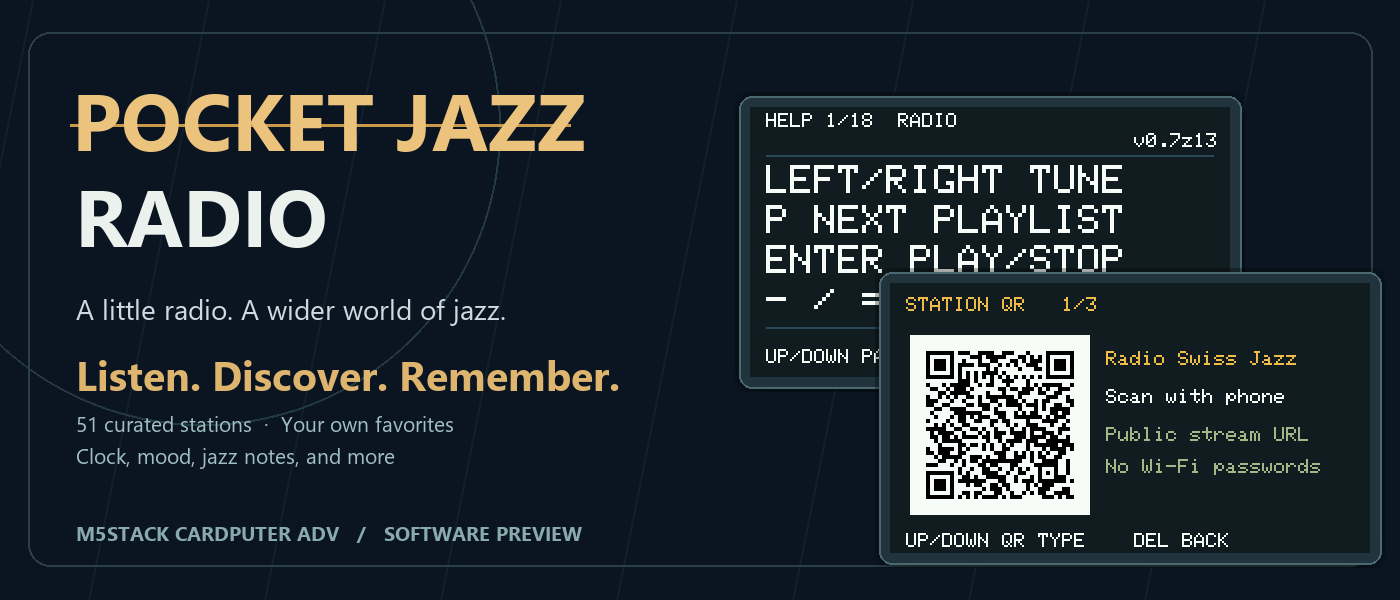 POCKET JAZZ
RADIO
A little radio. A wider world of jazz.
Listen. Discover. Remember.
51 curated stations · Your own favorites
Clock, mood, jazz notes, and more
M5STACK CARDPUTER ADV / SOFTWARE PREVIEW
HELP 1/18 RADIO
v0.7z13
LEFT/RIGHT TUNE
P NEXT PLAYLIST
ENTER PLAY/STOP
- / =
UP/DOWN
STATION QR 1/3
Radio Swiss Jazz
Scan with phone
Public stream URL
No Wi-Fi passwords
UP/DOWN QR TYPE DEL BACK